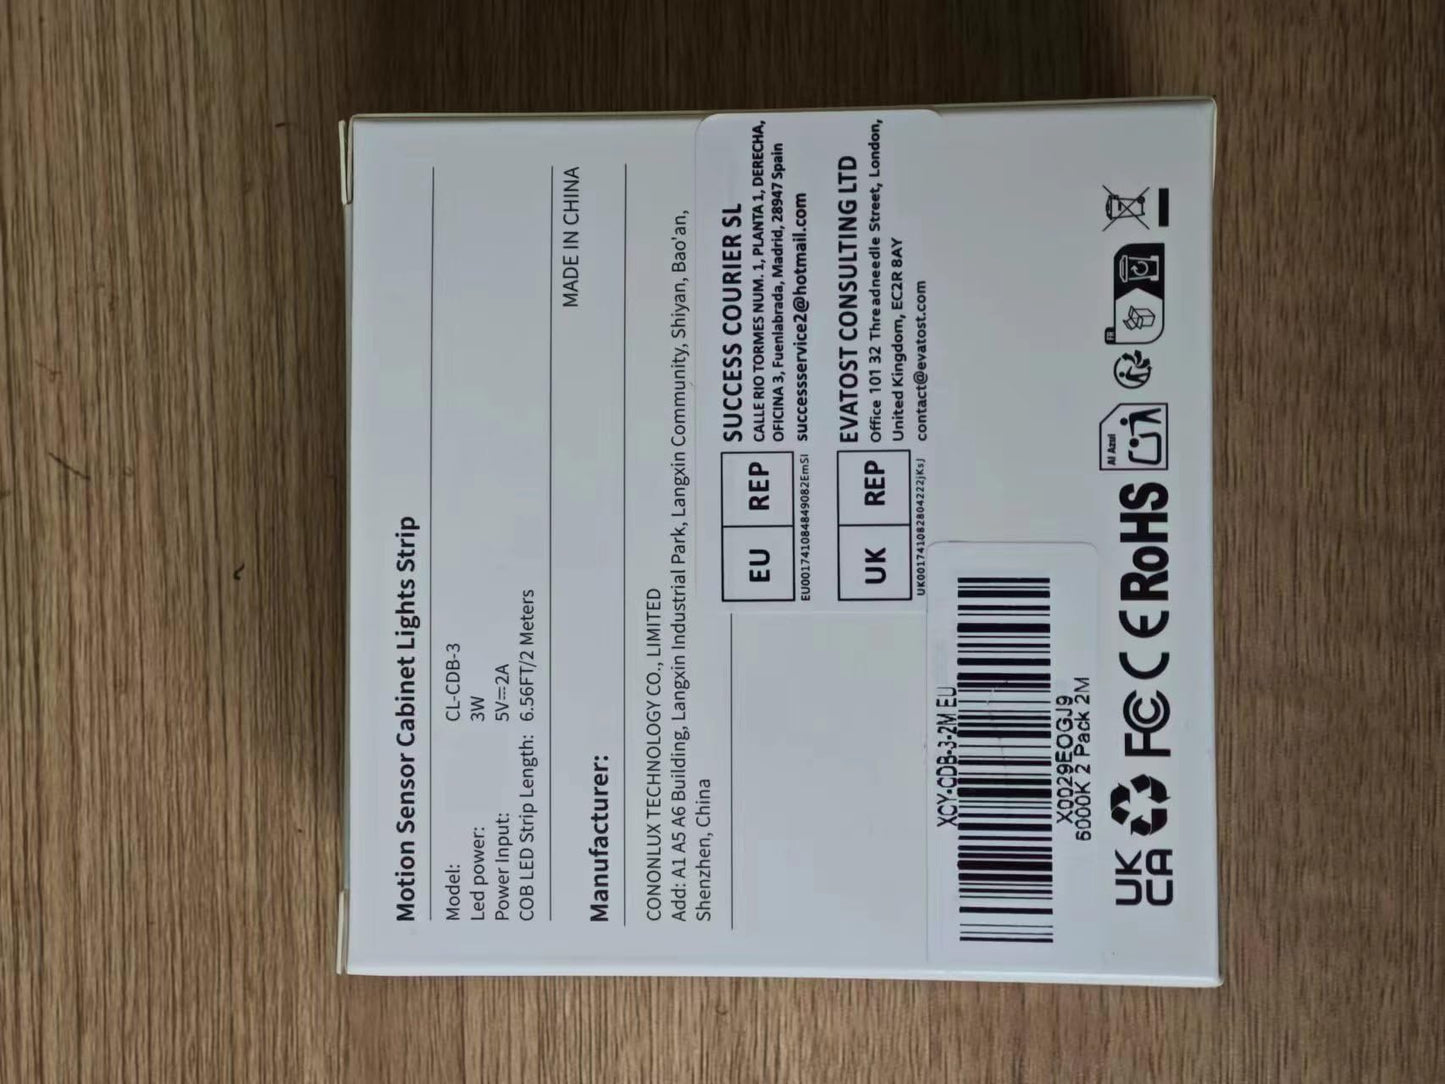 Motion Sensor Cabinet Lights Strip
Model: CL-CDB-3
Led power: 3W
Power Input: 5V⎓2A
COB LED Strip Length: 6.56FT/2 Meters
MADE IN CHINA
Manufacturer:
CONONLUX TECHNOLOGY CO., LIMITED
Add: A1 A5 A6 Building, Langxin Industrial Park, Langxin Community, Shiyan, Bao'an,
Shenzhen, China
EU REP
SUCCESS COURIER SL
CALLE RIO TORMES NUM. 1, PLANTA 1, DERECHA,
OFICINA 3, Fuenlabrada, Madrid, 28947 Spain
successservice2@hotmail.com
EU001741084849082EmSI
UK REP
EVATOST CONSULTING LTD
Office 101 32 Threadneedle Street, London,
United Kingdom, EC2R 8AY
contact@evatost.com
UK001741082804222jKsJ
XCY-CDB-3-2M EU
X0029EOGJ9
6000K 2 Pack 2M
UK
CA
FC CE RoHS
Al Azul
FR